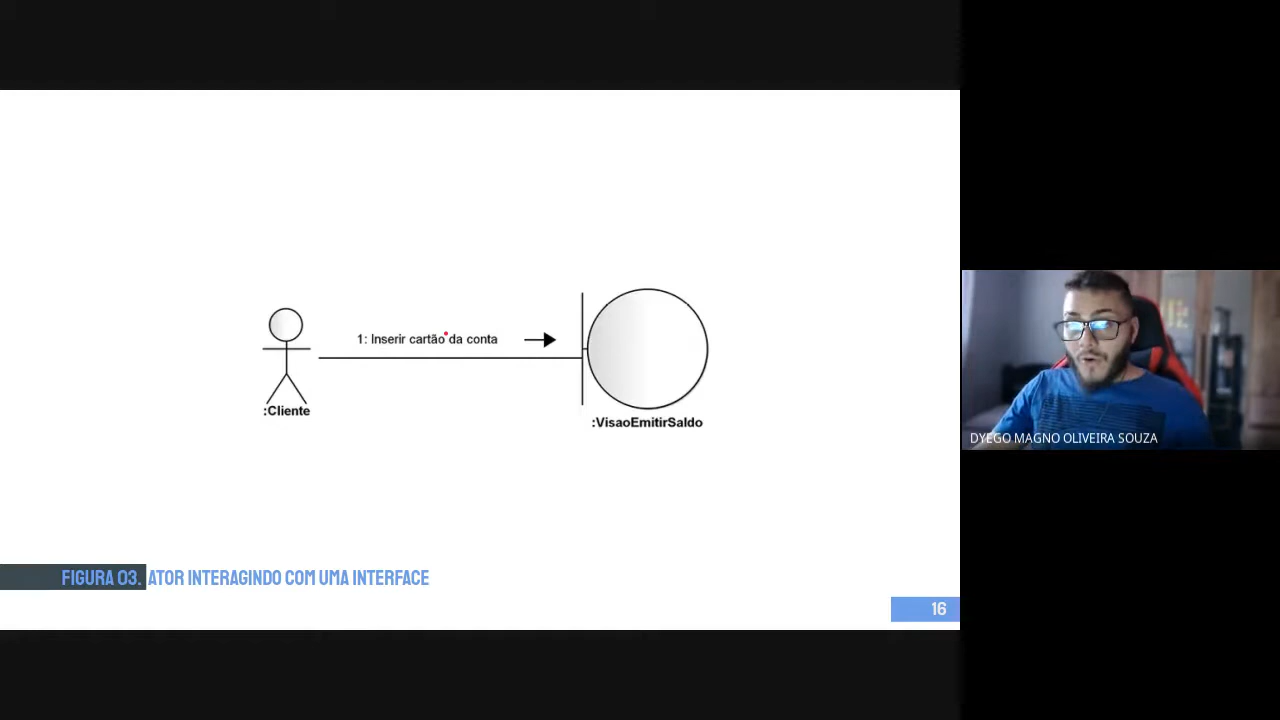 1: Inserir cartão da conta
:Cliente
:VisaoEmitirSaldo
FIGURA 03. ATOR INTERAGINDO COM UMA INTERFACE
16
DYEGO MAGNO OLIVEIRA SOUZA